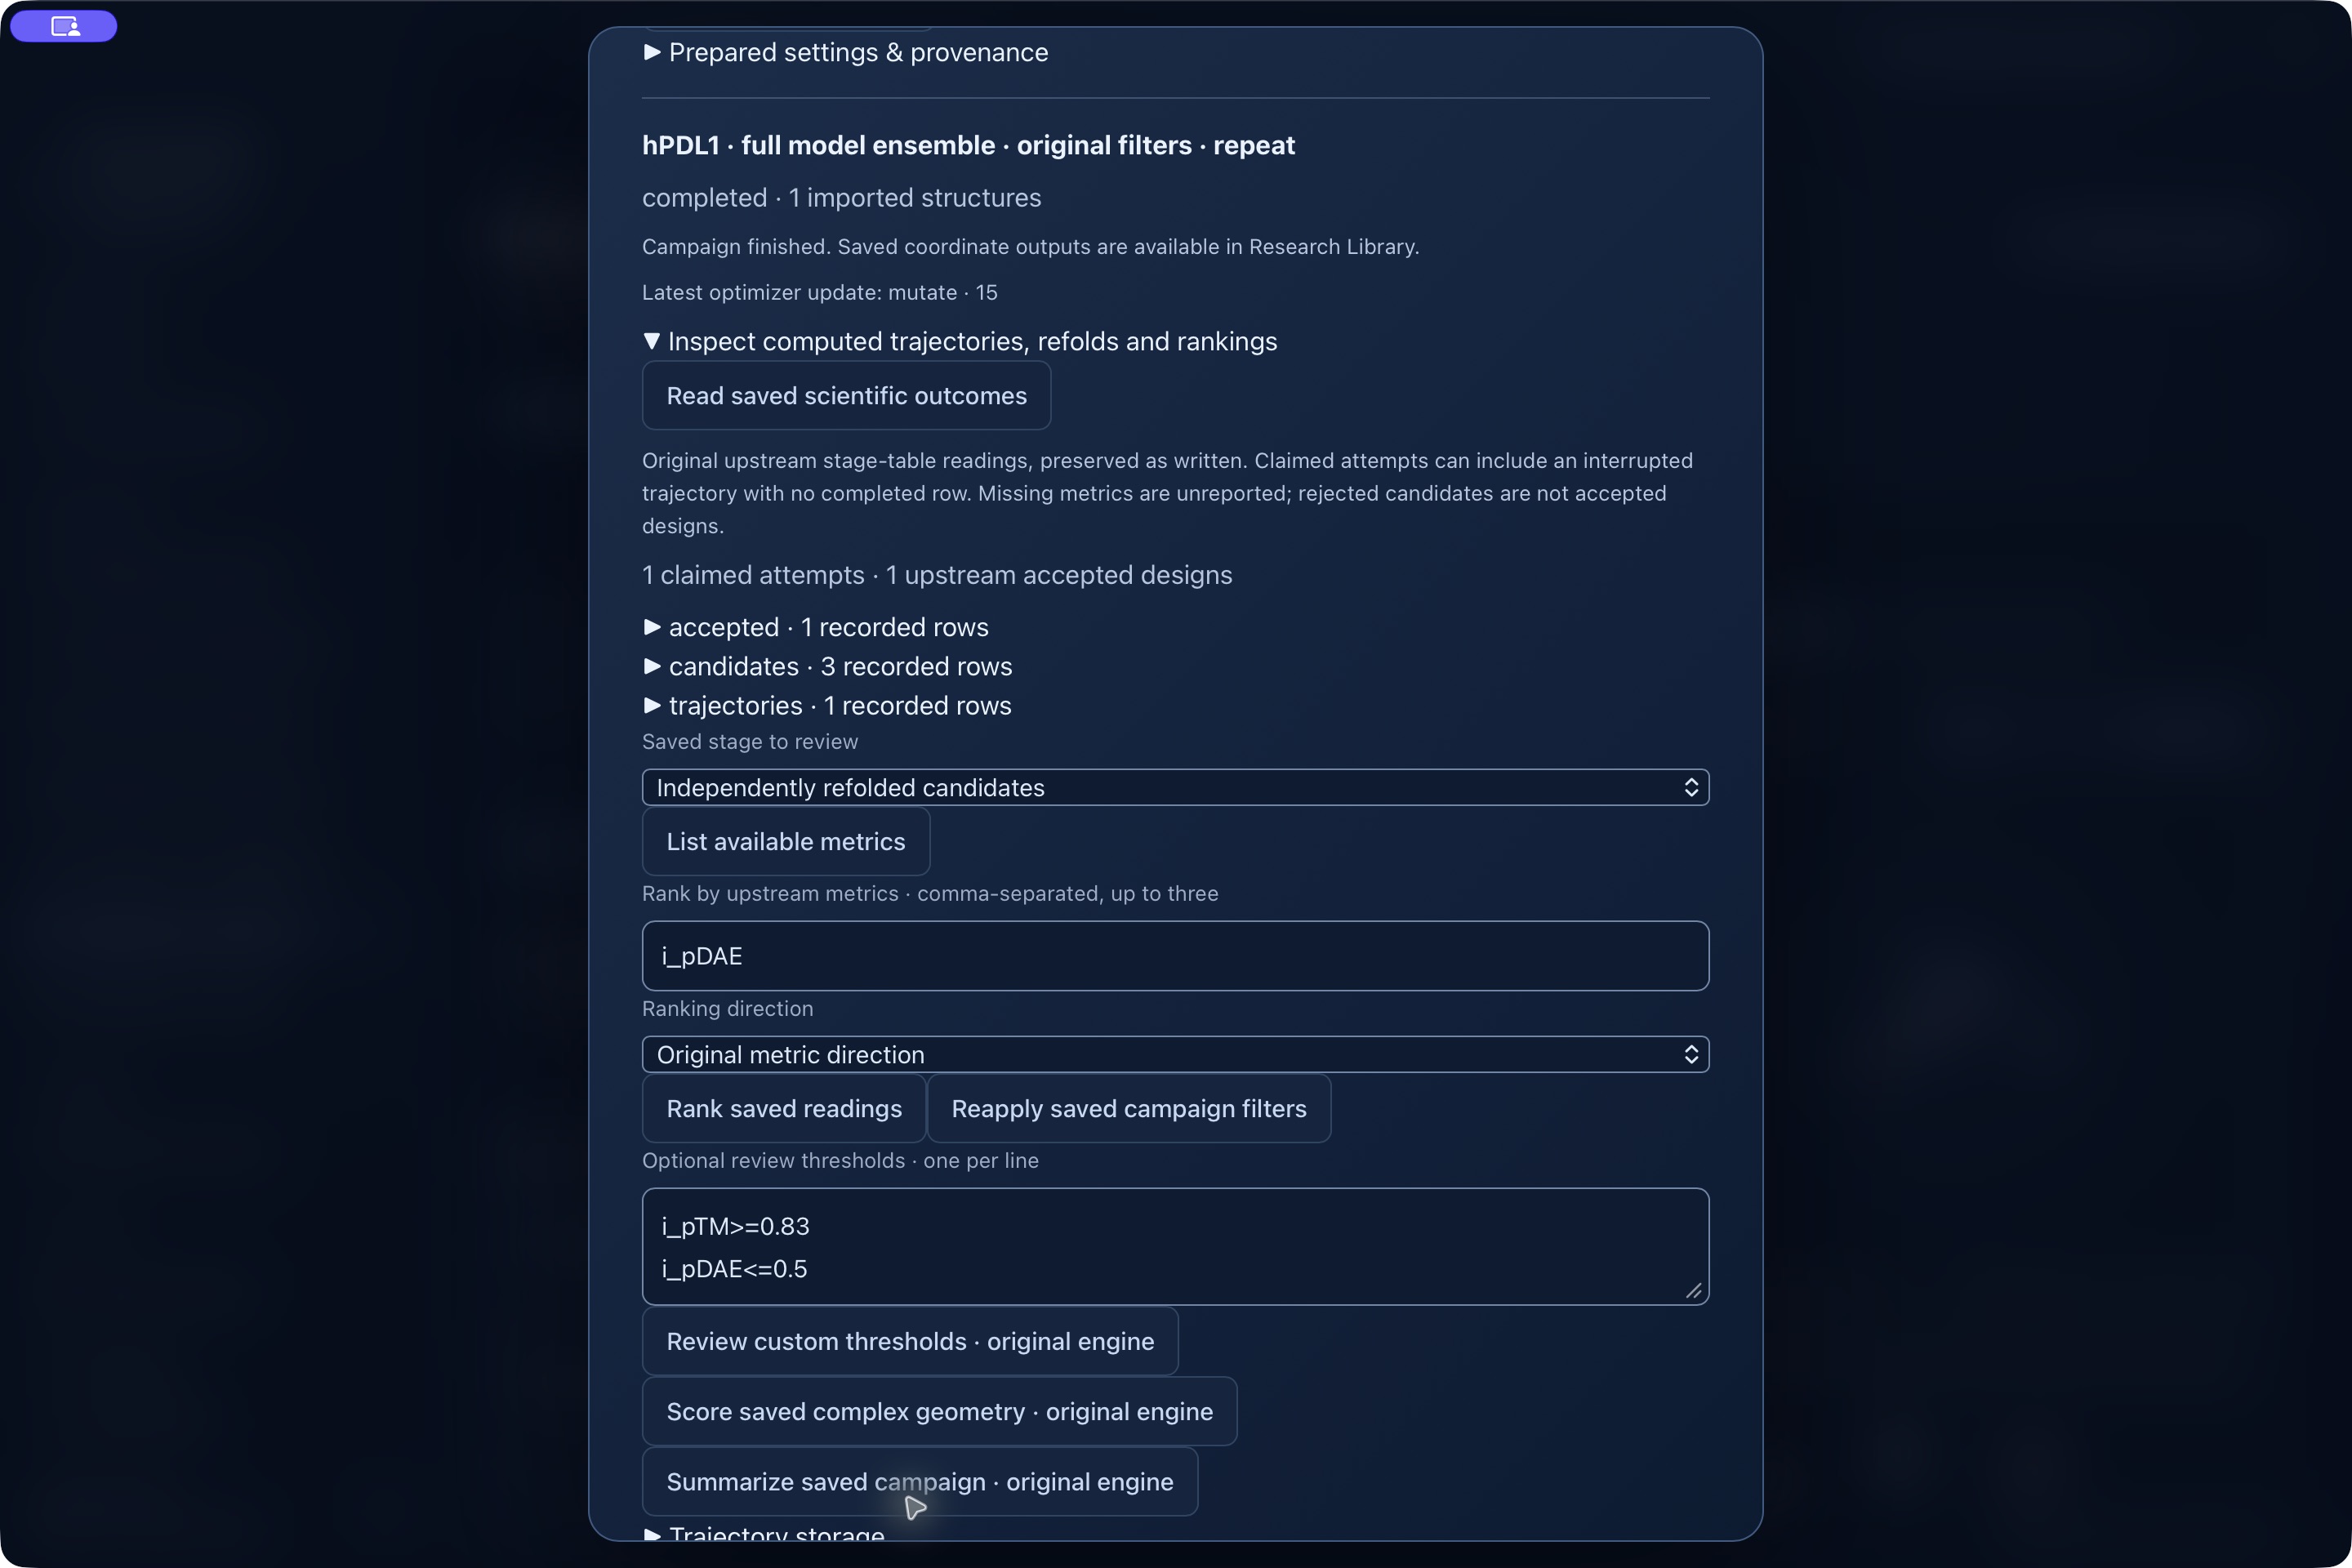 ▶ Prepared settings & provenance
hPDL1 · full model ensemble · original filters · repeat
completed · 1 imported structures
Campaign finished. Saved coordinate outputs are available in Research Library.
Latest optimizer update: mutate · 15
▼ Inspect computed trajectories, refolds and rankings
Read saved scientific outcomes
Original upstream stage-table readings, preserved as written. Claimed attempts can include an interrupted
trajectory with no completed row. Missing metrics are unreported; rejected candidates are not accepted
designs.
1 claimed attempts · 1 upstream accepted designs
▶ accepted · 1 recorded rows
▶ candidates · 3 recorded rows
▶ trajectories · 1 recorded rows
Saved stage to review
Independently refolded candidates
List available metrics
Rank by upstream metrics · comma-separated, up to three
i_pDAE
Ranking direction
Original metric direction
Rank saved readings Reapply saved campaign filters
Optional review thresholds · one per line
i_pTM>=0.83
i_pDAE<=0.5
Review custom thresholds · original engine
Score saved complex geometry · original engine
Summarize saved campaign · original engine
▶ Trajectory storage